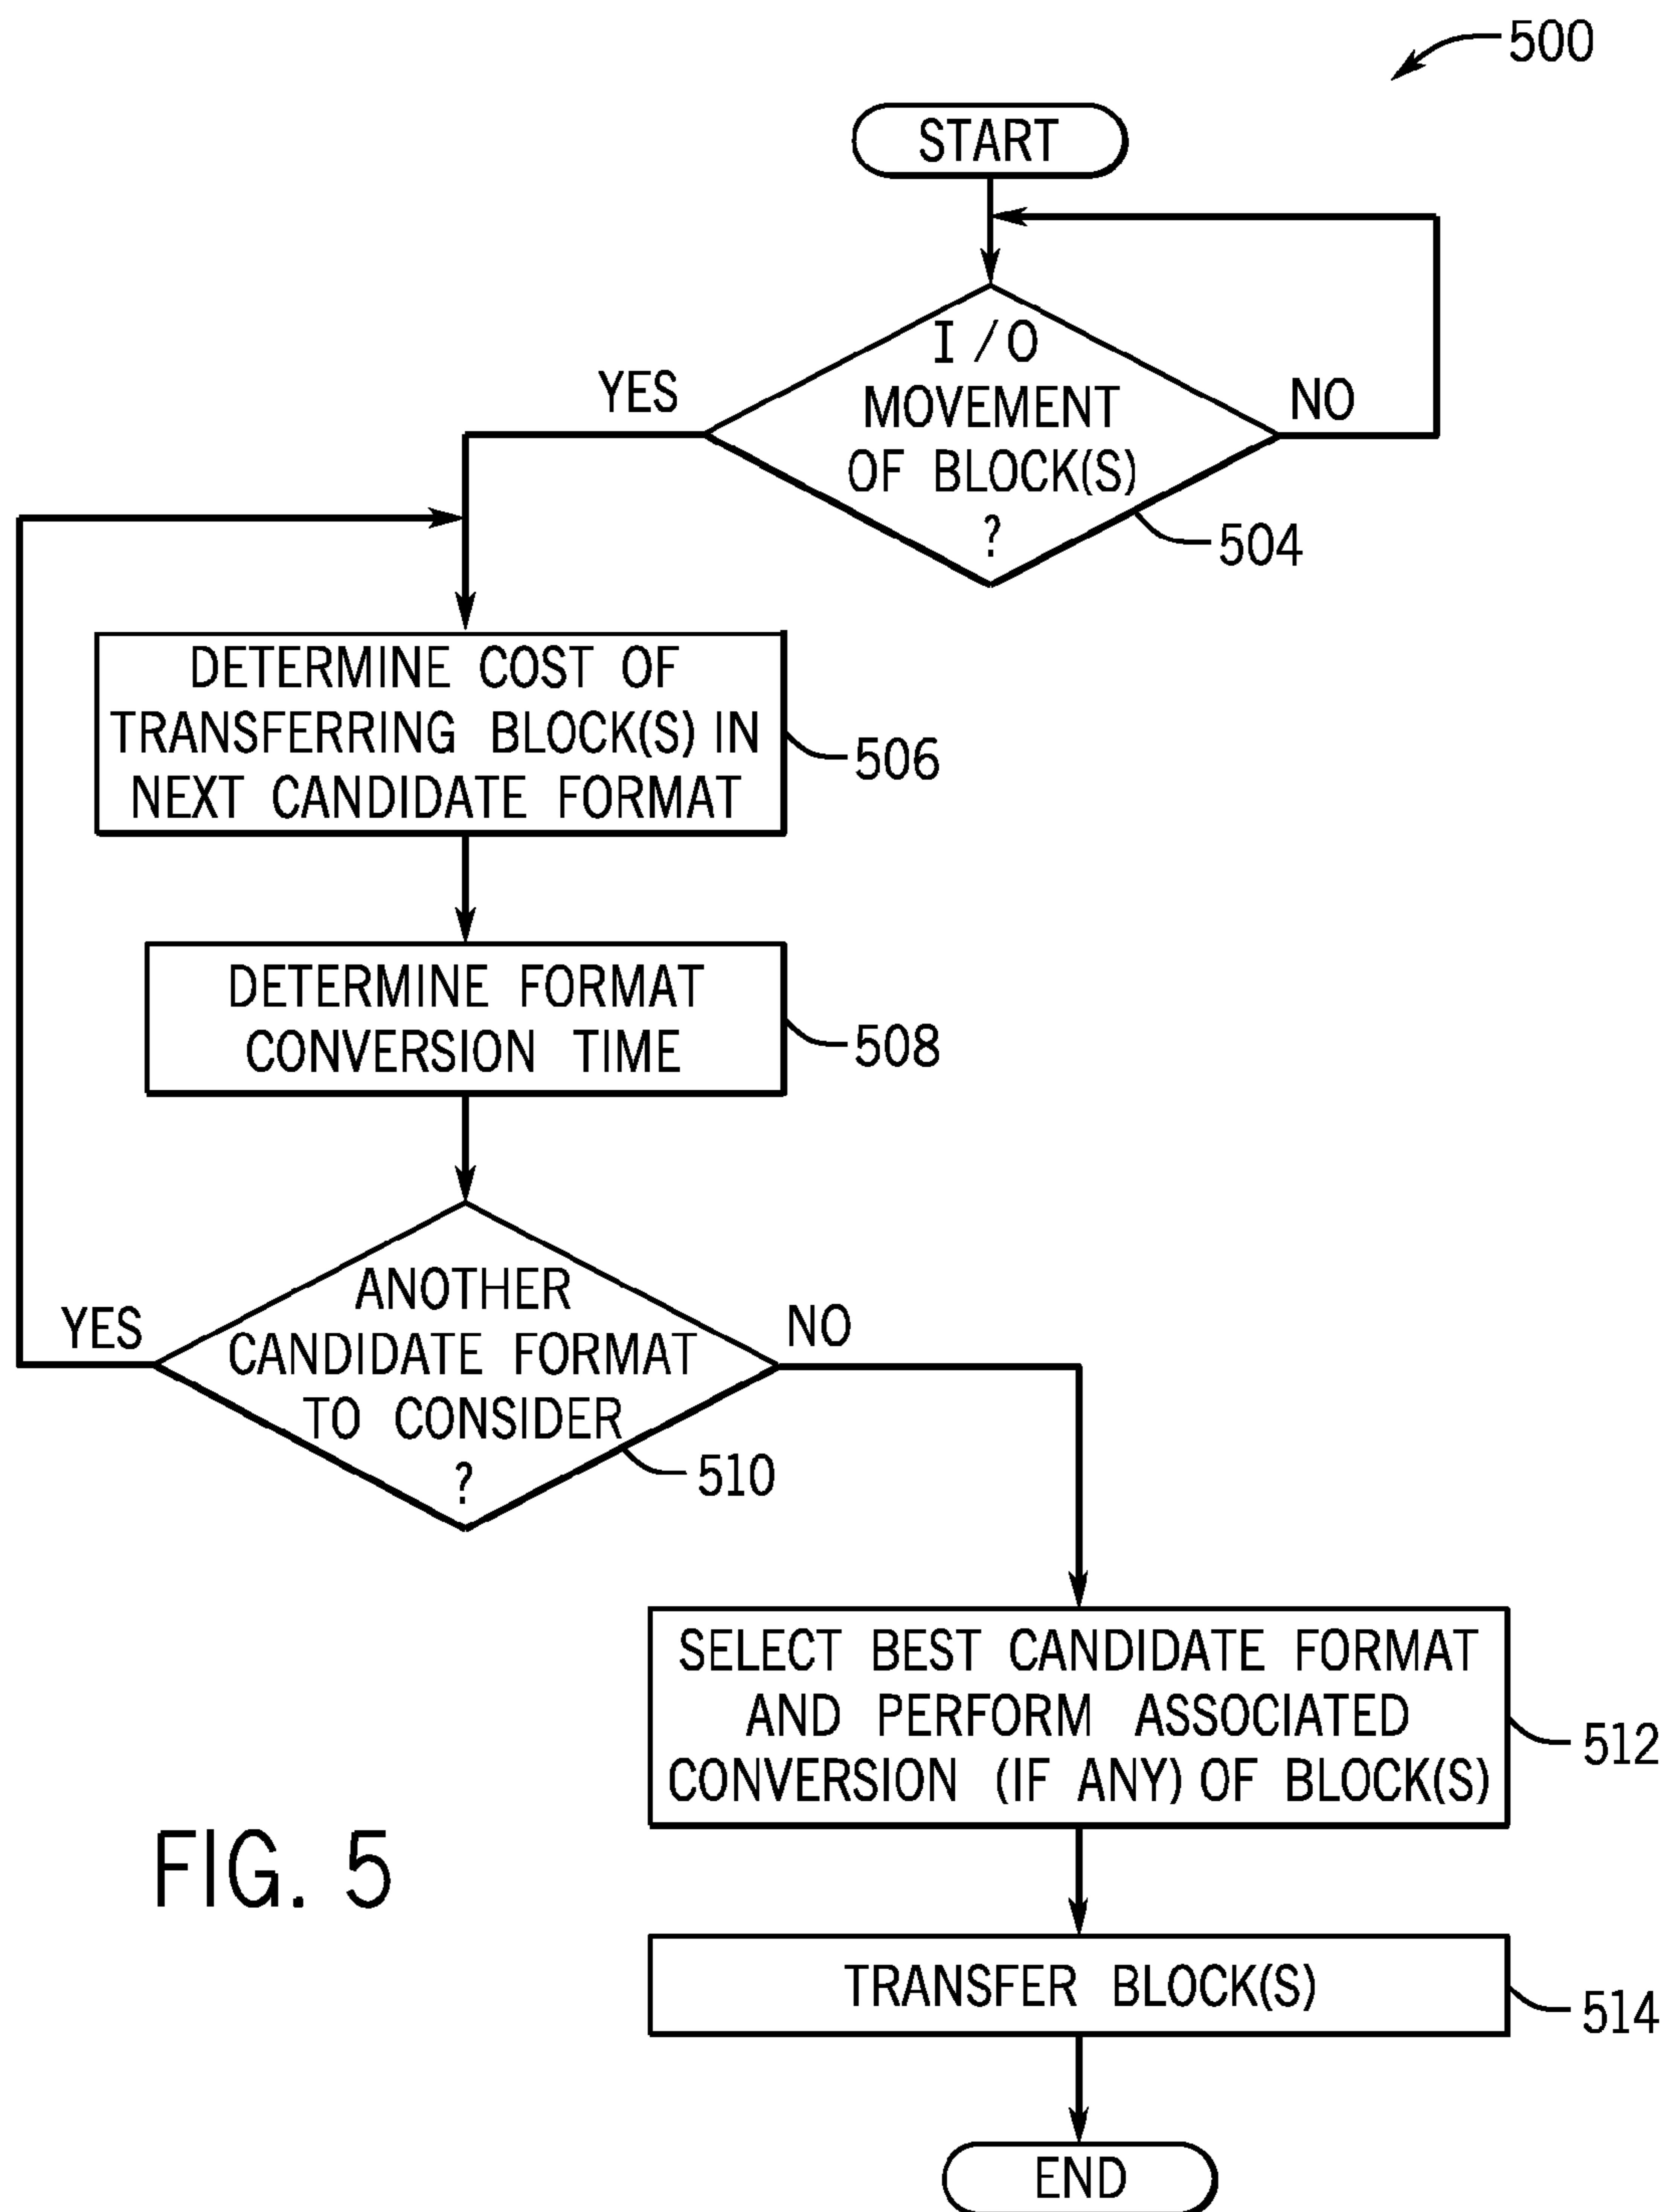 500
START
I/O
MOVEMENT
OF BLOCK(S)
?
YES
NO
504
DETERMINE COST OF
TRANSFERRING BLOCK(S) IN
NEXT CANDIDATE FORMAT
506
DETERMINE FORMAT
CONVERSION TIME
508
ANOTHER
CANDIDATE FORMAT
TO CONSIDER
?
YES
NO
510
SELECT BEST CANDIDATE FORMAT
AND PERFORM ASSOCIATED
CONVERSION (IF ANY) OF BLOCK(S)
512
TRANSFER BLOCK(S)
514
END
FIG. 5